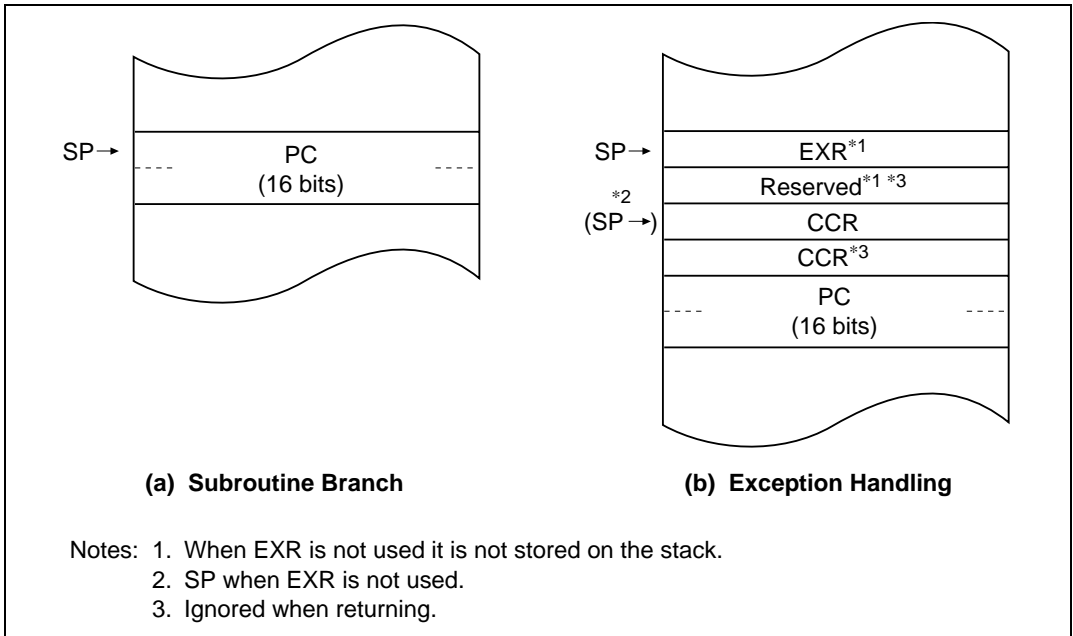 SP→
PC
(16 bits)
(a) Subroutine Branch
SP→
*2
(SP→)
EXR*1
Reserved*1 *3
CCR
CCR*3
PC
(16 bits)
(b) Exception Handling
Notes: 1. When EXR is not used it is not stored on the stack.
2. SP when EXR is not used.
3. Ignored when returning.